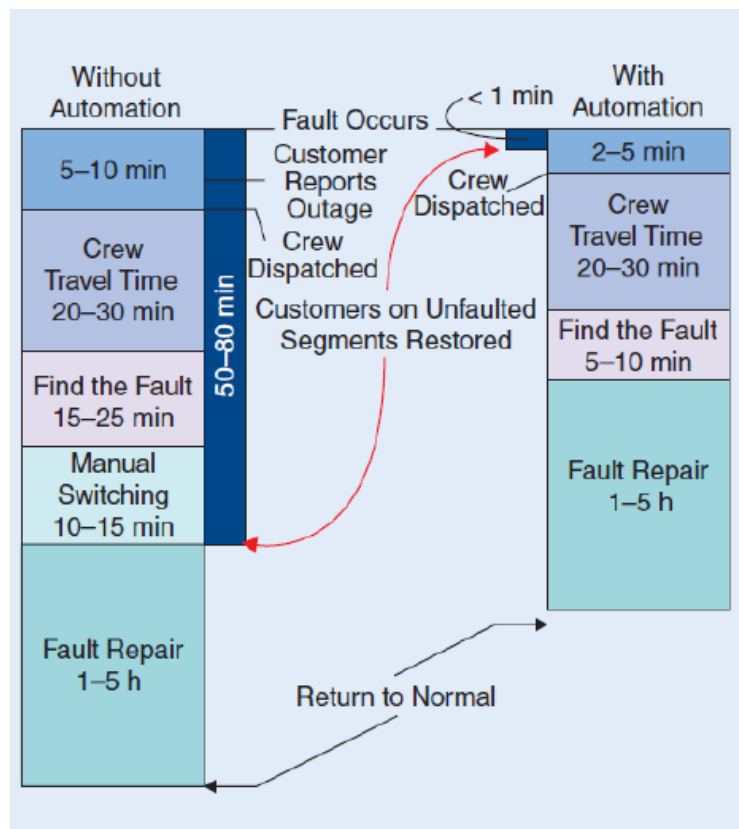 Without
Automation
5–10 min
Crew
Travel Time
20–30 min
Find the Fault
15–25 min
Manual
Switching
10–15 min
Fault Repair
1–5 h
50–80 min
Fault Occurs
Customer
Reports
Outage
Crew
Dispatched
Customers on Unfaulted
Segments Restored
Return to Normal
< 1 min
Crew
Dispatched
With
Automation
2–5 min
Crew
Travel Time
20–30 min
Find the Fault
5–10 min
Fault Repair
1–5 h